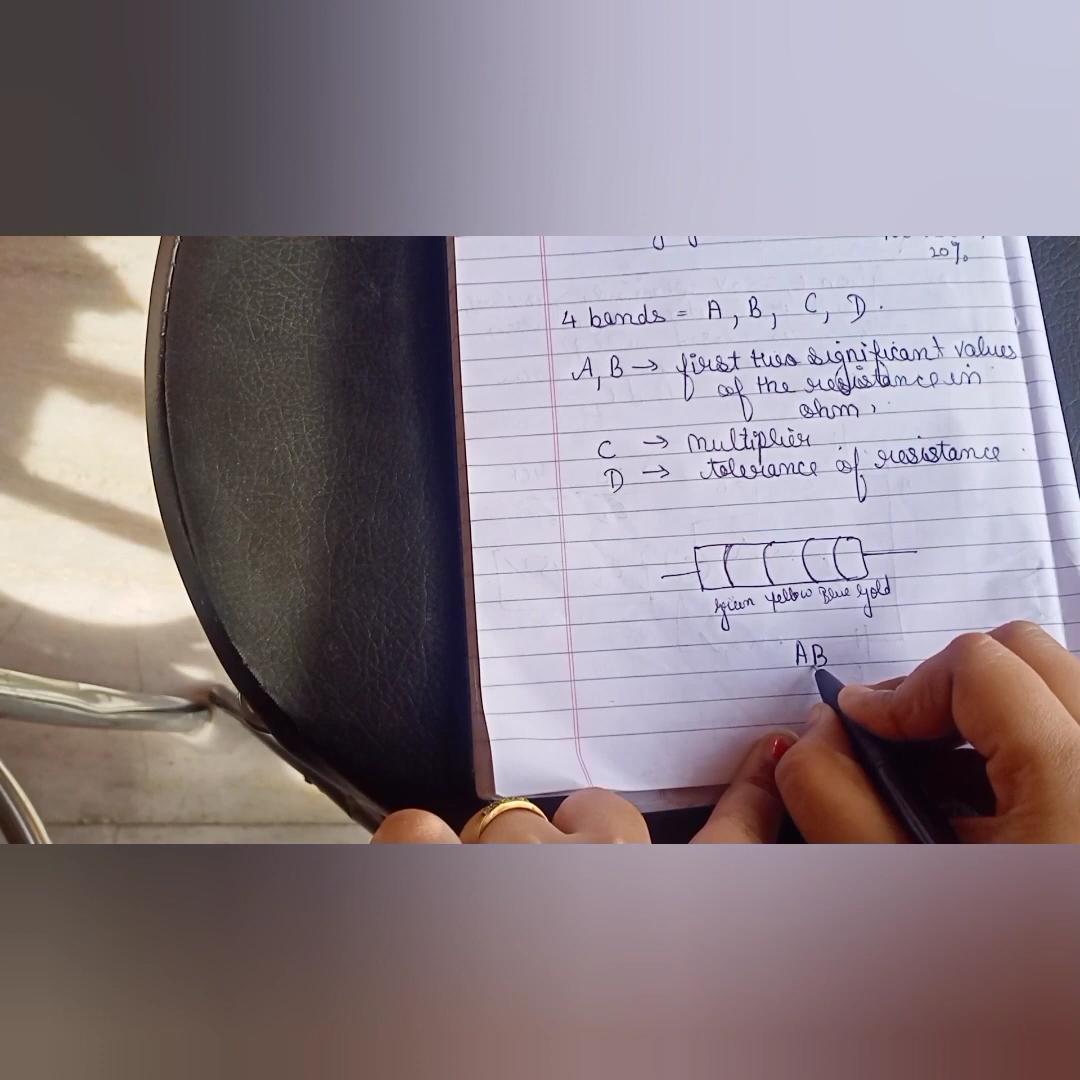 20%
4 bands = A, B, C, D.
A, B → first two significant values
of the resistance in
ohm,
C → Multiplier
D → tolerance of resistance
Green Yellow Blue Gold
AB